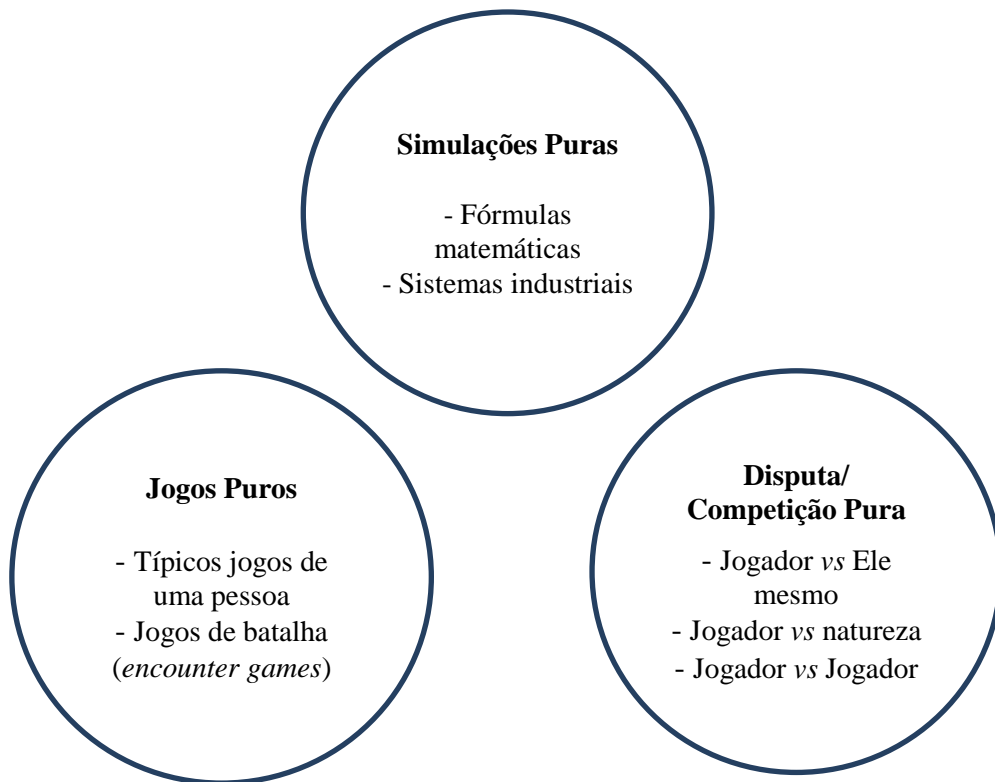 Simulações Puras
- Fórmulas
matemáticas
- Sistemas industriais
Jogos Puros
- Típicos jogos de
uma pessoa
- Jogos de batalha
(encounter games)
Disputa/
Competição Pura
- Jogador vs Ele
mesmo
- Jogador vs natureza
- Jogador vs Jogador